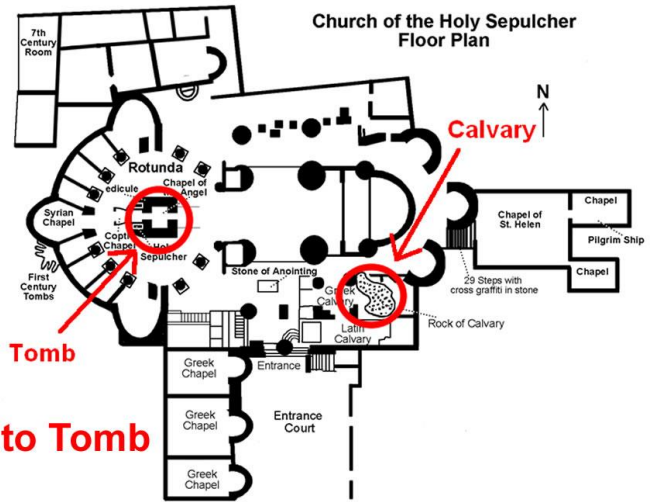 Church of the Holy Sepulcher
Floor Plan
7th
Century
Room
N
Calvary
Rotunda
edicule
Chapel of
Angel
Syrian
Chapel
Chapel
Holy
Sepulcher
First
Century
Tombs
Stone of Anointing
Greek
Calvary
Latin
Calvary
Rock of Calvary
Chapel of
St. Helen
Chapel
Pilgrim Ship
Chapel
29 Steps with
cross graffiti in stone
Tomb
Entrance
Greek
Chapel
Greek
Chapel
Greek
Chapel
Entrance
Court
to Tomb